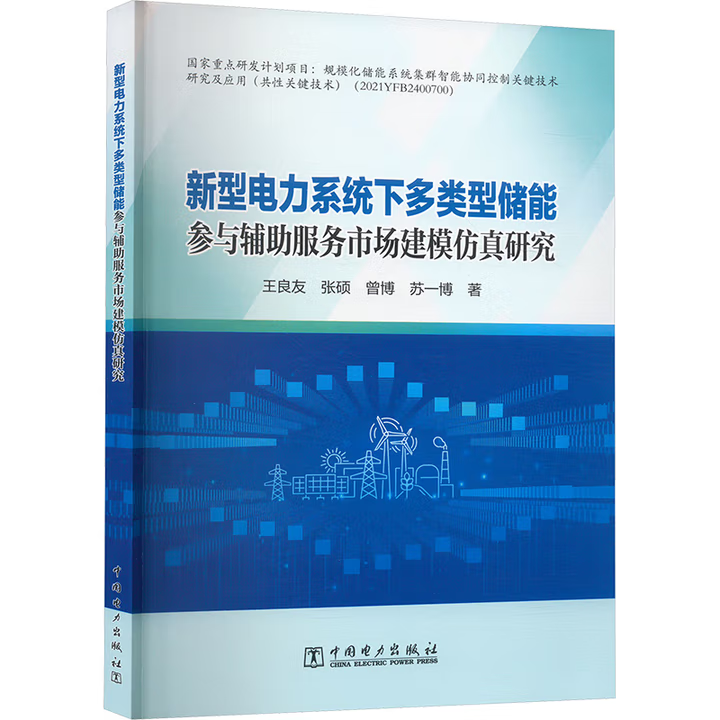 国家重点研发计划项目：规模化储能系统集群智能协同控制关键技术
研究及应用（共性关键技术）（2021YFB2400700）
新型电力系统下多类型储能
参与辅助服务市场建模仿真研究
王良友 张硕 曾博 苏一博 著
中国电力出版社
CHINA ELECTRIC POWER PRESS
新型电力系统下多类型储能参与辅助服务市场建模仿真研究
中国电力出版社